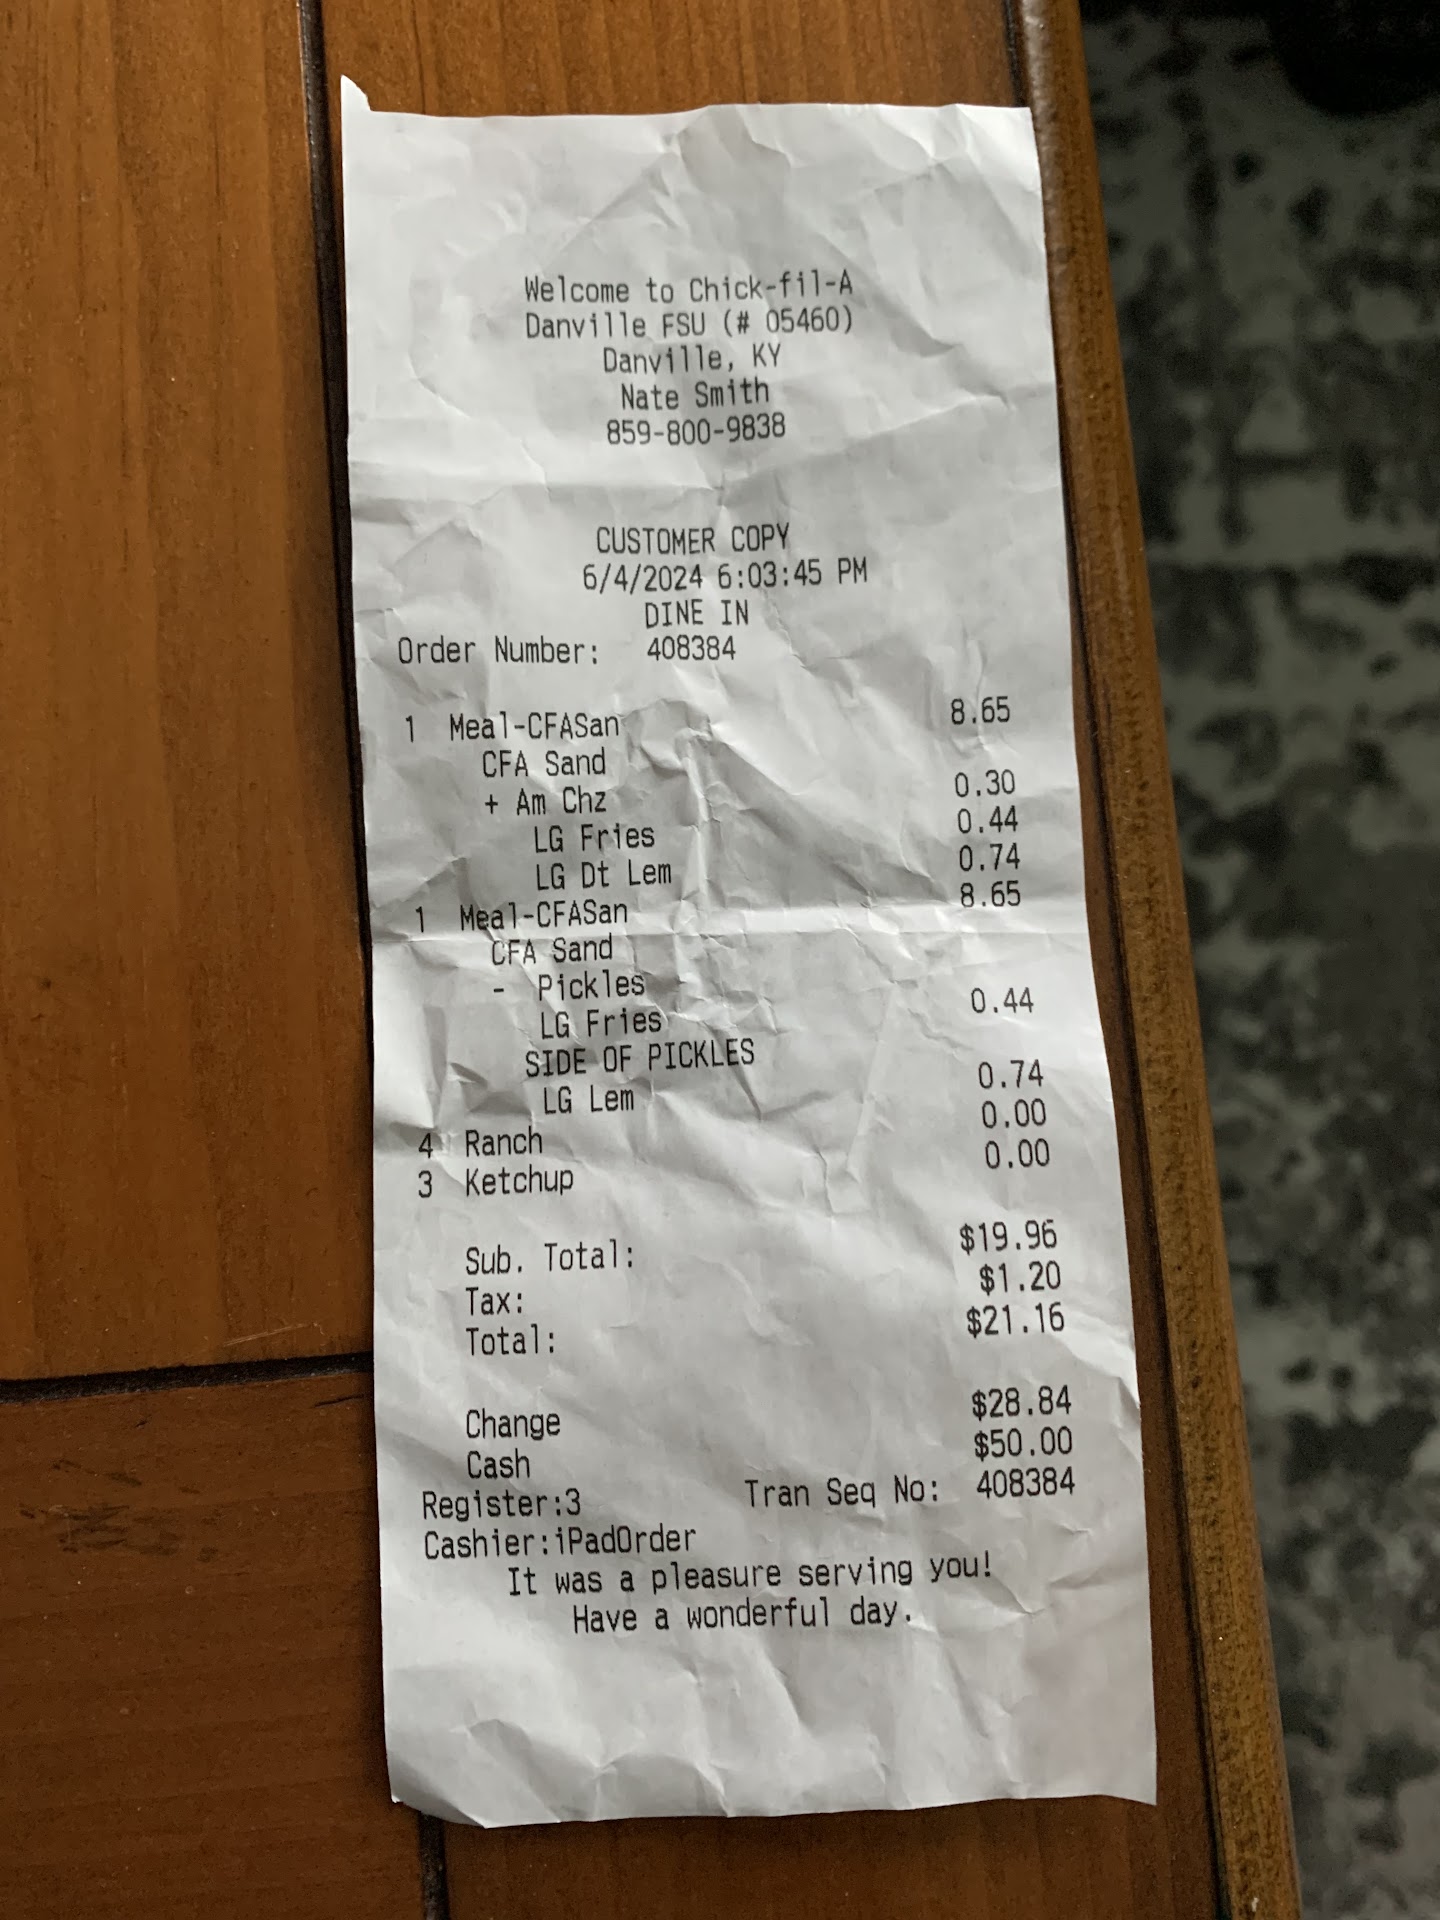 Welcome to Chick-fil-A
Danville FSU (# 05460)
Danville, KY
Nate Smith
859-800-9838
CUSTOMER COPY
6/4/2024 6:03:45 PM
DINE IN
Order Number: 408384
1 Meal-CFASan 8.65
CFA Sand
+ Am Chz 0.30
LG Fries 0.44
LG Dt Lem 0.74
1 Meal-CFASan 8.65
CFA Sand
- Pickles
LG Fries 0.44
SIDE OF PICKLES
LG Lem 0.74
4 Ranch 0.00
3 Ketchup 0.00
Sub. Total: $19.96
Tax: $1.20
Total: $21.16
Change $28.84
Cash $50.00
Register:3 Tran Seq No: 408384
Cashier:iPadOrder
It was a pleasure serving you!
Have a wonderful day.